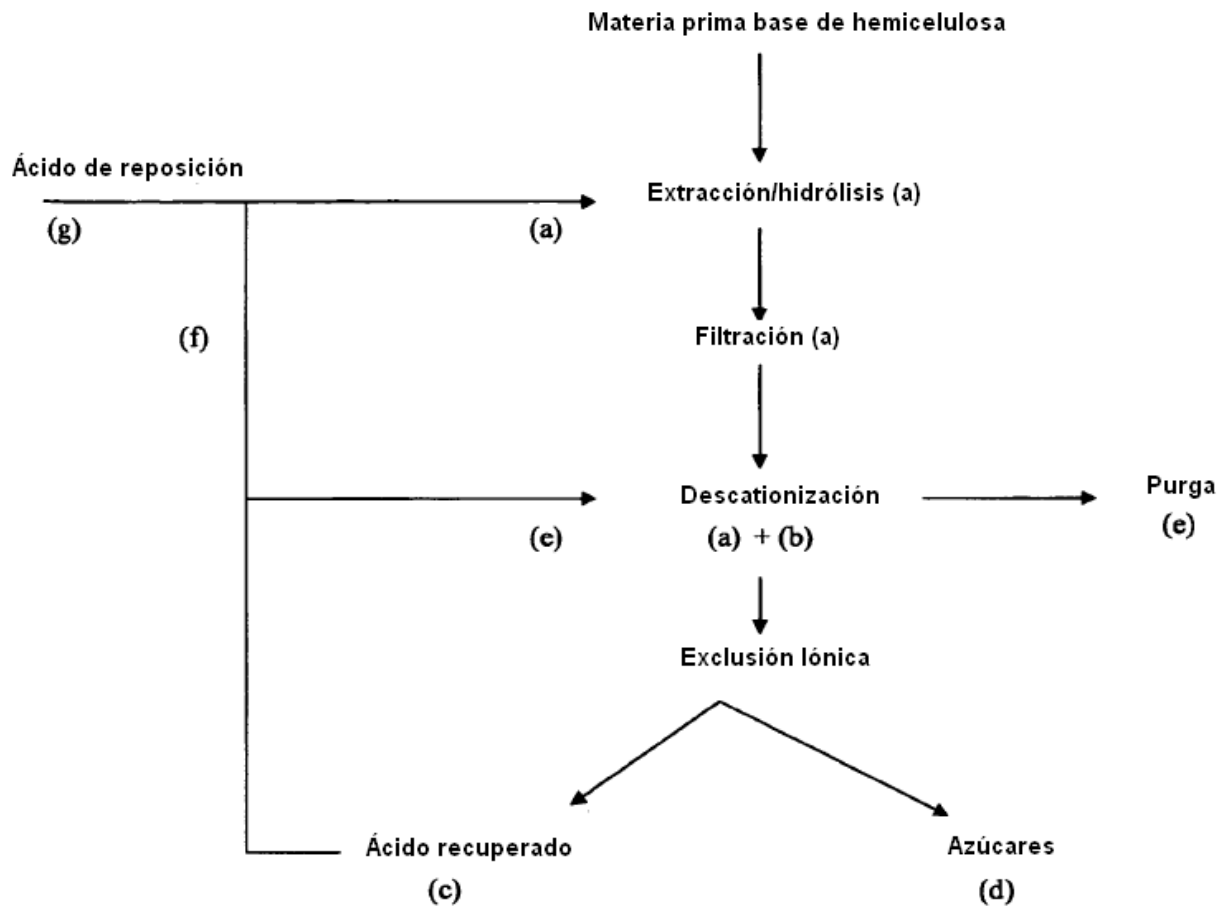 Materia prima base de hemicelulosa
Ácido de reposición
Extracción/hidrólisis (a)
(g)
(a)
(f)
Filtración (a)
Descationización
Purga
(e)
(a) + (b)
(e)
Exclusión Iónica
Ácido recuperado
Azúcares
(c)
(d)